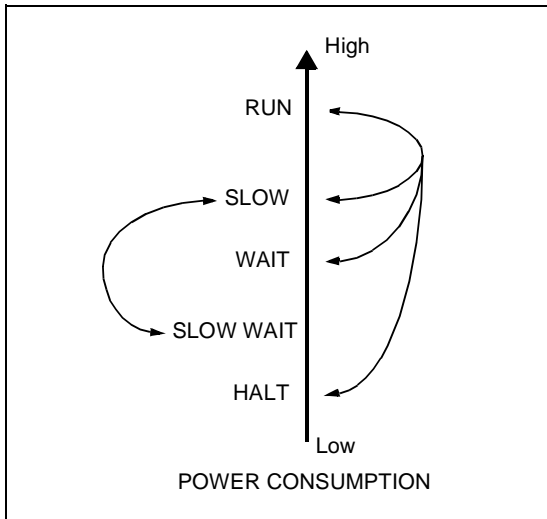 High
RUN
SLOW
WAIT
SLOW WAIT
HALT
Low
POWER CONSUMPTION